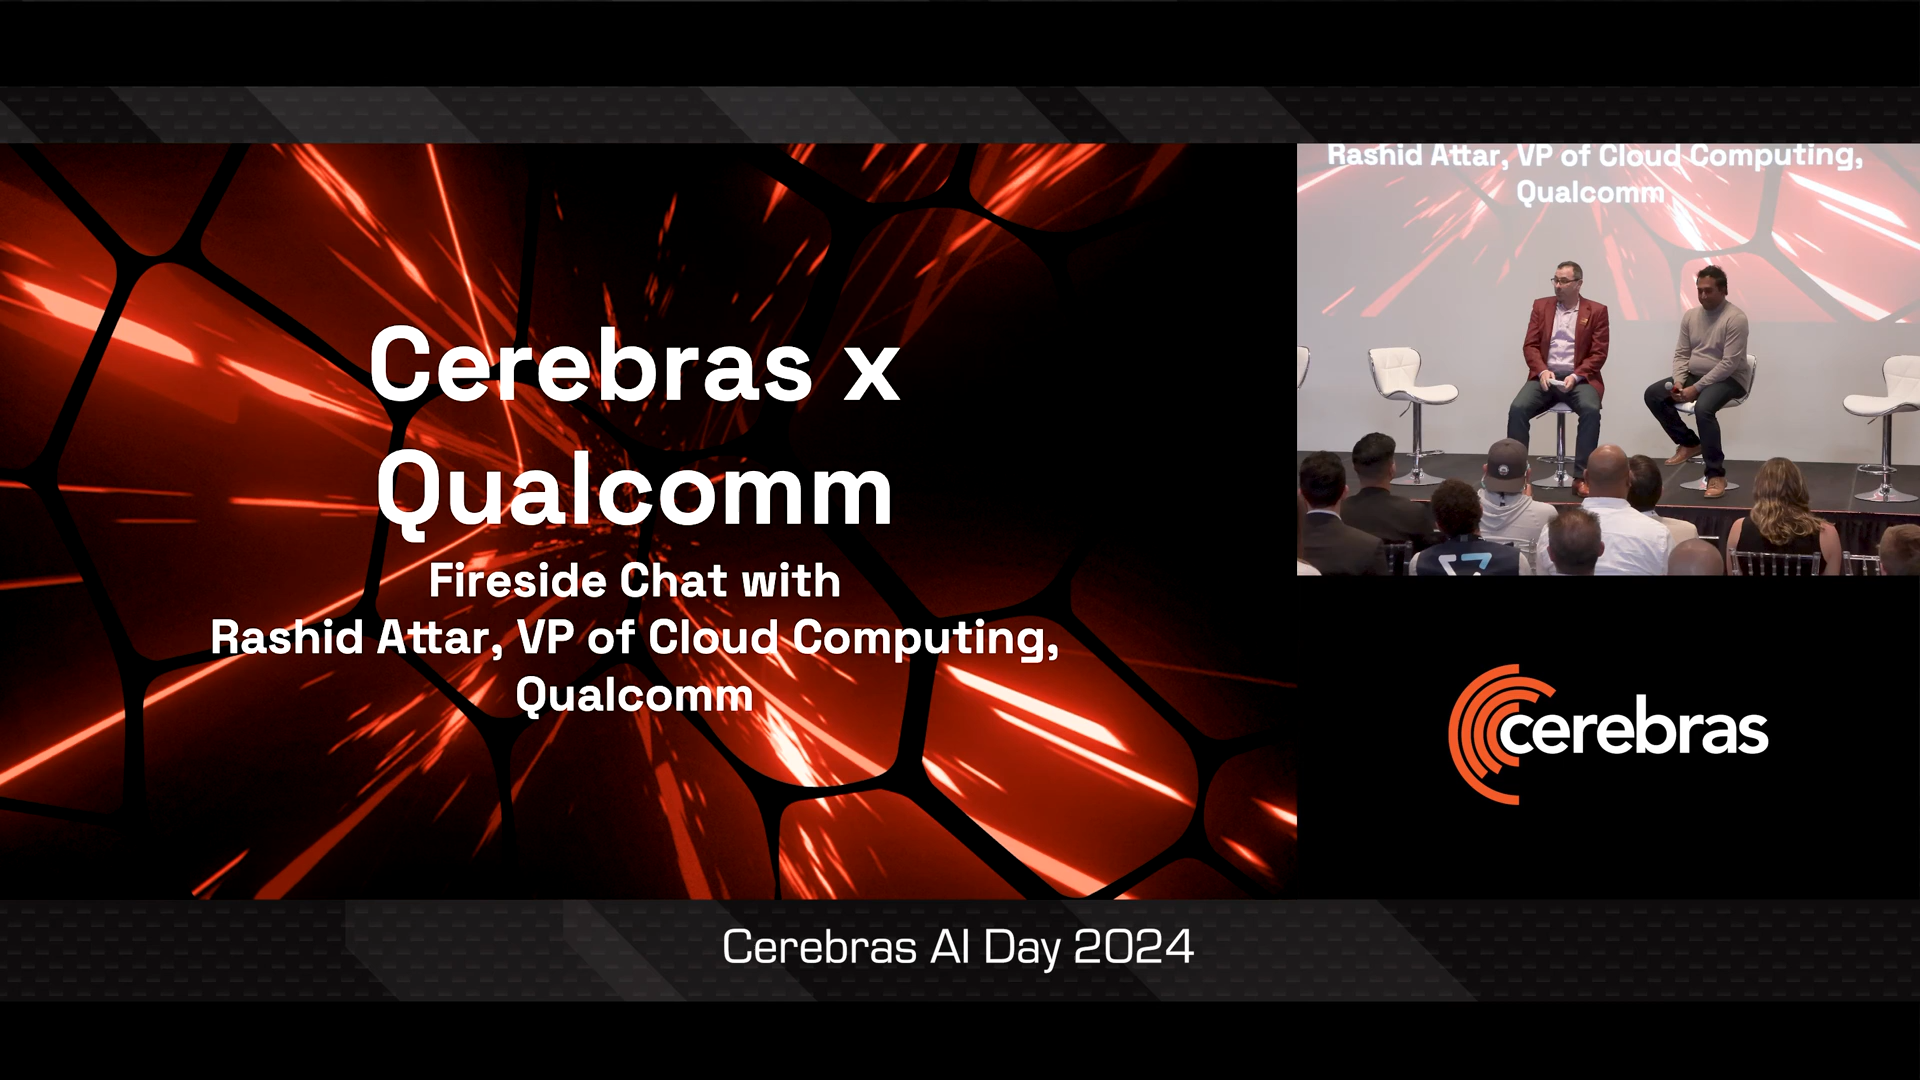 Cerebras x
Qualcomm
Fireside Chat with
Rashid Attar, VP of Cloud Computing,
Qualcomm
Rashid Attar, VP of Cloud Computing,
Qualcomm
cerebras
Cerebras AI Day 2024